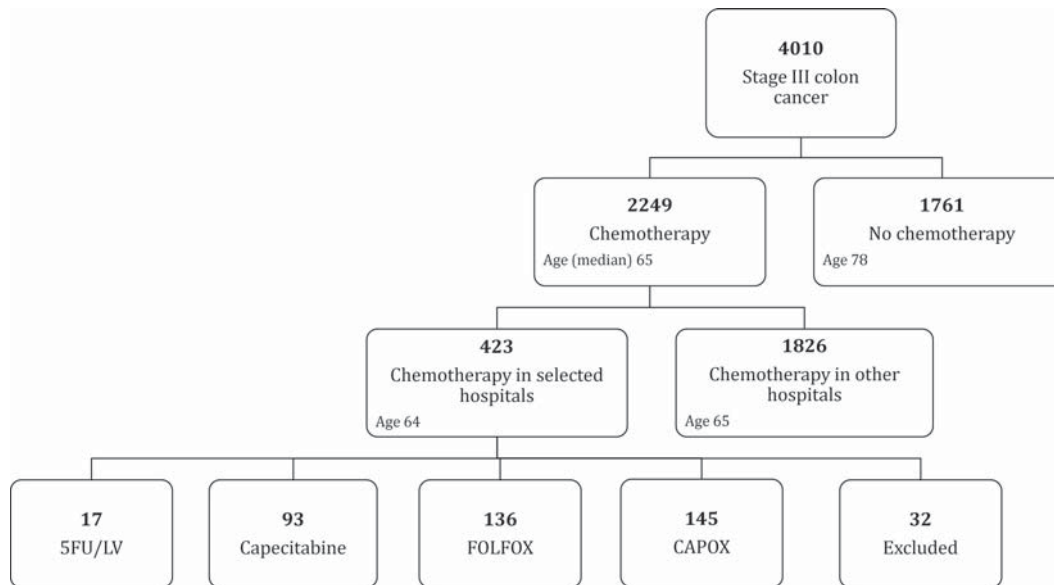 4010
Stage III colon
cancer
2249
Chemotherapy
Age (median) 65
1761
No chemotherapy
Age 78
423
Chemotherapy in selected
hospitals
Age 64
1826
Chemotherapy in other
hospitals
Age 65
17
5FU/LV
93
Capecitabine
136
FOLFOX
145
CAPOX
32
Excluded